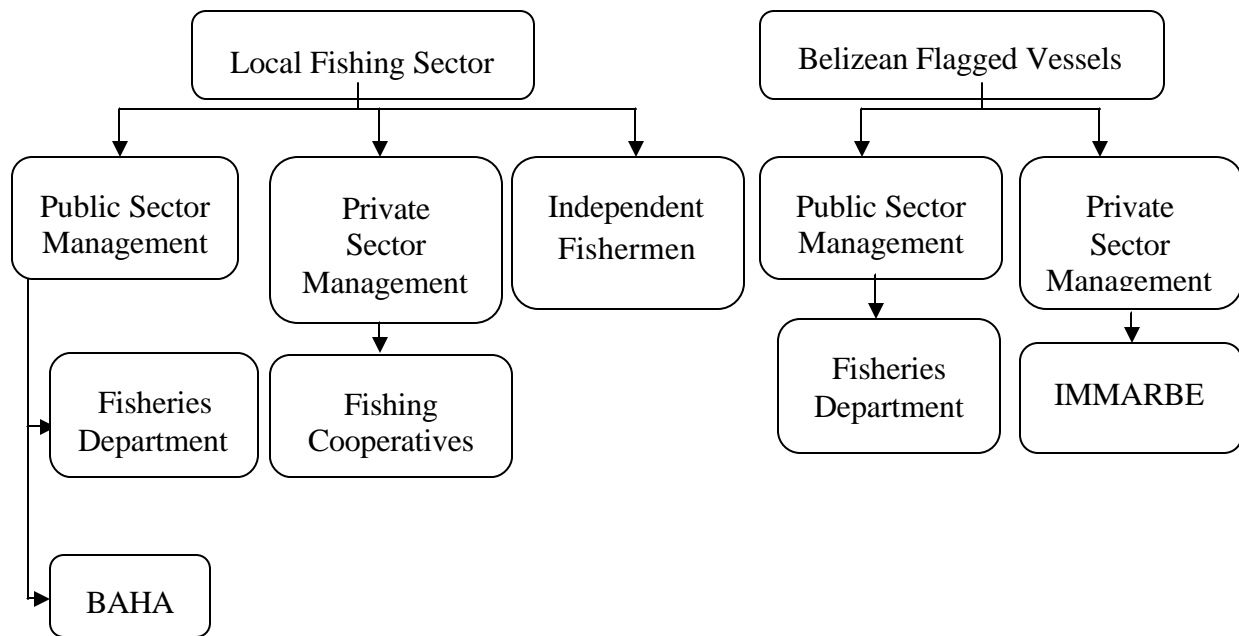 Local Fishing Sector
Belizean Flagged Vessels
Public Sector
Management
Private
Sector
Management
Independent
Fishermen
Public Sector
Management
Private
Sector
Management
Fisheries
Department
Fishing
Cooperatives
Fisheries
Department
IMMARBE
BAHA